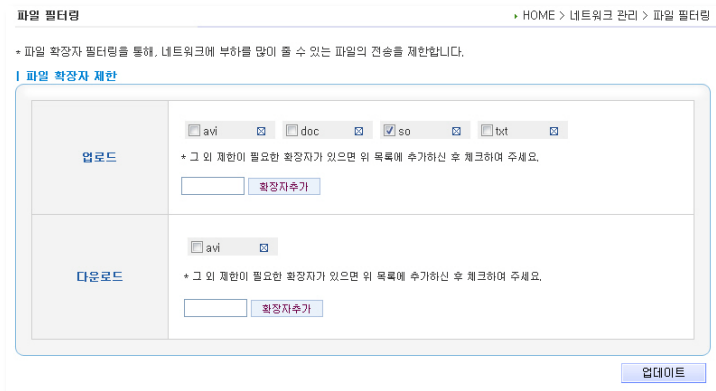 파일 필터링
HOME > 네트워크 관리 > 파일 필터링
* 파일 확장자 필터링을 통해, 네트워크에 부하를 많이 줄 수 있는 파일의 전송을 제한합니다.
파일 확장자 제한
업로드
avi doc so txt
* 그 외 제한이 필요한 확장자가 있으면 위 목록에 추가하신 후 체크하여 주세요.
확장자추가
다운로드
avi
* 그 외 제한이 필요한 확장자가 있으면 위 목록에 추가하신 후 체크하여 주세요.
확장자추가
업데이트